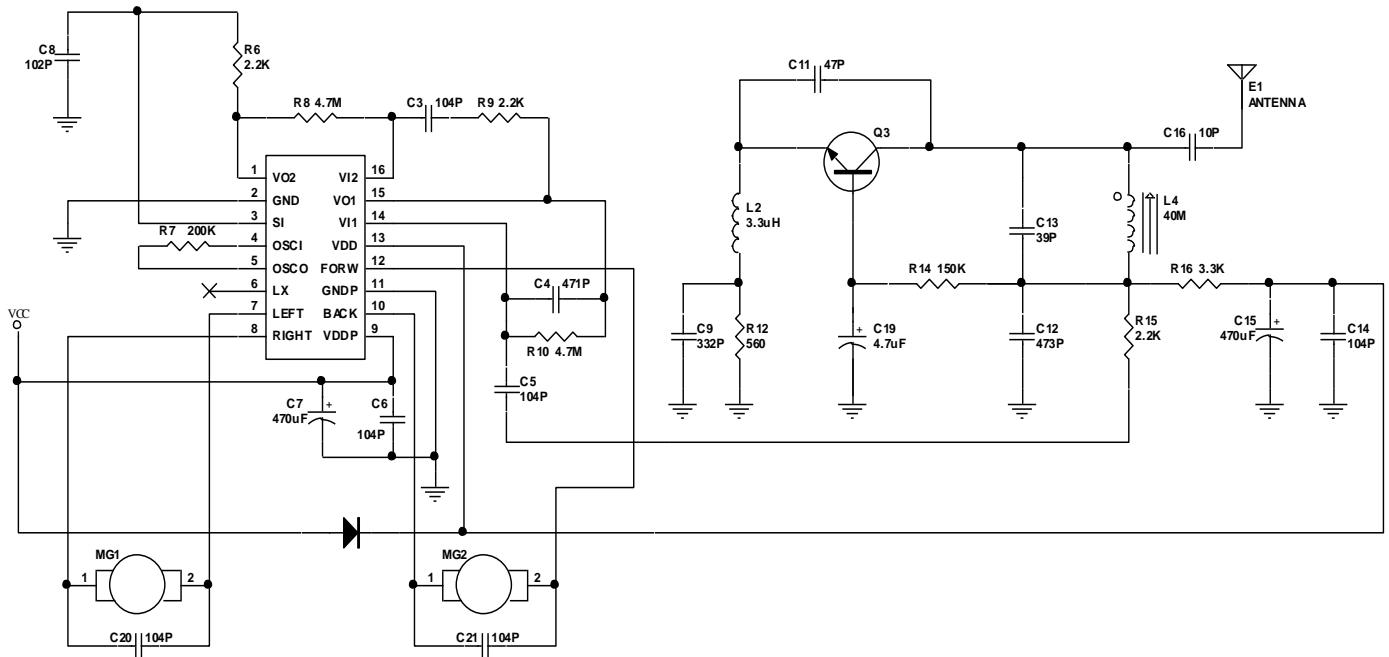 C8
102P
R6
2.2K
R8 4.7M
C3 104P
R9 2.2K
1 VO2
2 GND
3 SI
4 OSCI
5 OSCO
6 LX
7 LEFT
8 RIGHT
VI2 16
VO1 15
VI1 14
VDD 13
FORW 12
GNDP 11
BACK 10
VDDP 9
R7 200K
VCC
C4 471P
R10 4.7M
C5
104P
C7
470uF
+
C6
104P
MG1
1 2
C20 104P
MG2
1 2
C21 104P
C11 47P
Q3
E1
ANTENNA
C16 10P
L2
3.3uH
C13
39P
L4
40M
R14 150K
R16 3.3K
C9
332P
R12
560
+
C19
4.7uF
C12
473P
R15
2.2K
C15
470uF
+
C14
104P